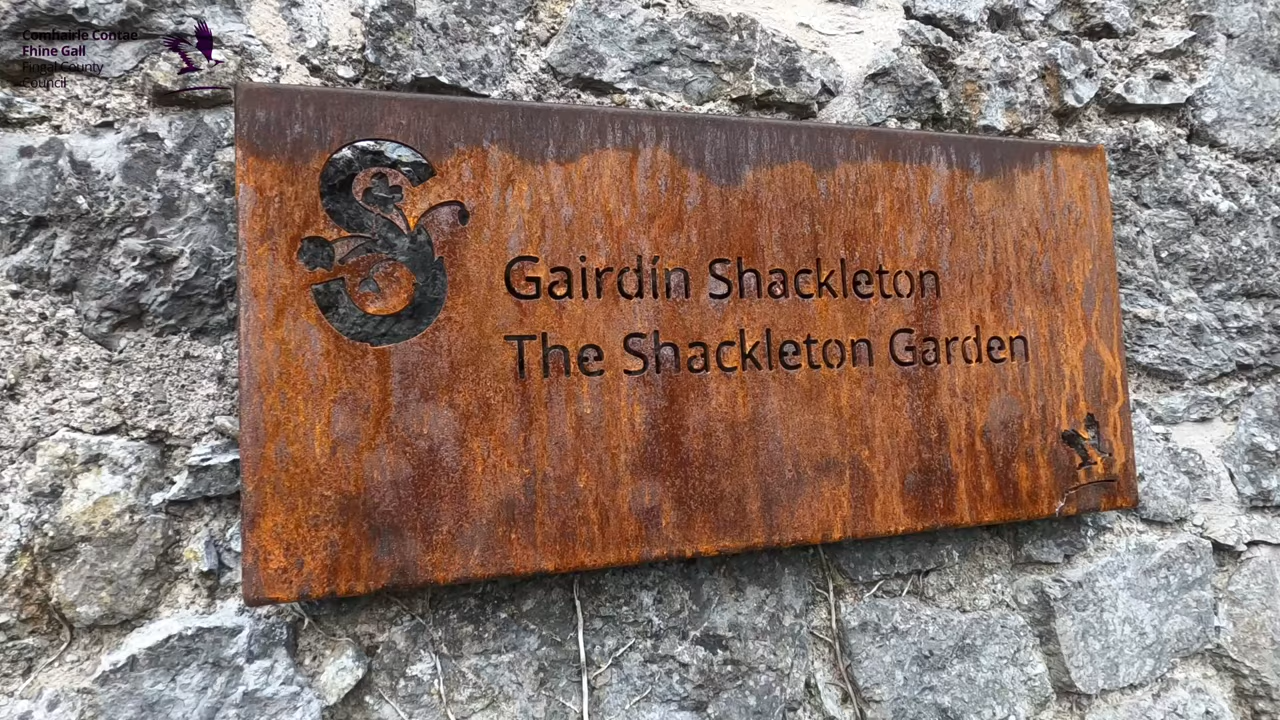 Comhairle Contae
Fhine Gall
Fingal County
Council
Gairdín Shackleton
The Shackleton Garden